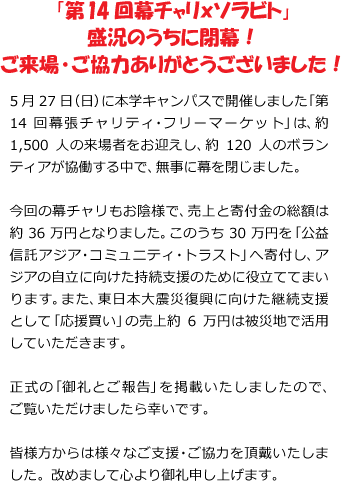 「第14回幕チャリxソラビト」
盛況のうちに閉幕！
ご来場・ご協力ありがとうございました！
5月27日（日）に本学キャンパスで開催しました「第
14 回幕張チャリティ・フリーマーケット」は、約
1,500 人の来場者をお迎えし、約 120 人のボラン
ティアが協働する中で、無事に幕を閉じました。
今回の幕チャリもお陰様で、売上と寄付金の総額は
約 36 万円となりました。このうち 30 万円を「公益
信託アジア・コミュニティ・トラスト」へ寄付し、ア
ジアの自立に向けた持続支援のために役立ててまい
ります。また、東日本大震災復興に向けた継続支援
として「応援買い」の売上約 6 万円は被災地で活用
していただきます。
正式の「御礼とご報告」を掲載いたしましたので、
ご覧いただけましたら幸いです。
皆様方からは様々なご支援・ご協力を頂戴いたしま
した。改めまして心より御礼申し上げます。